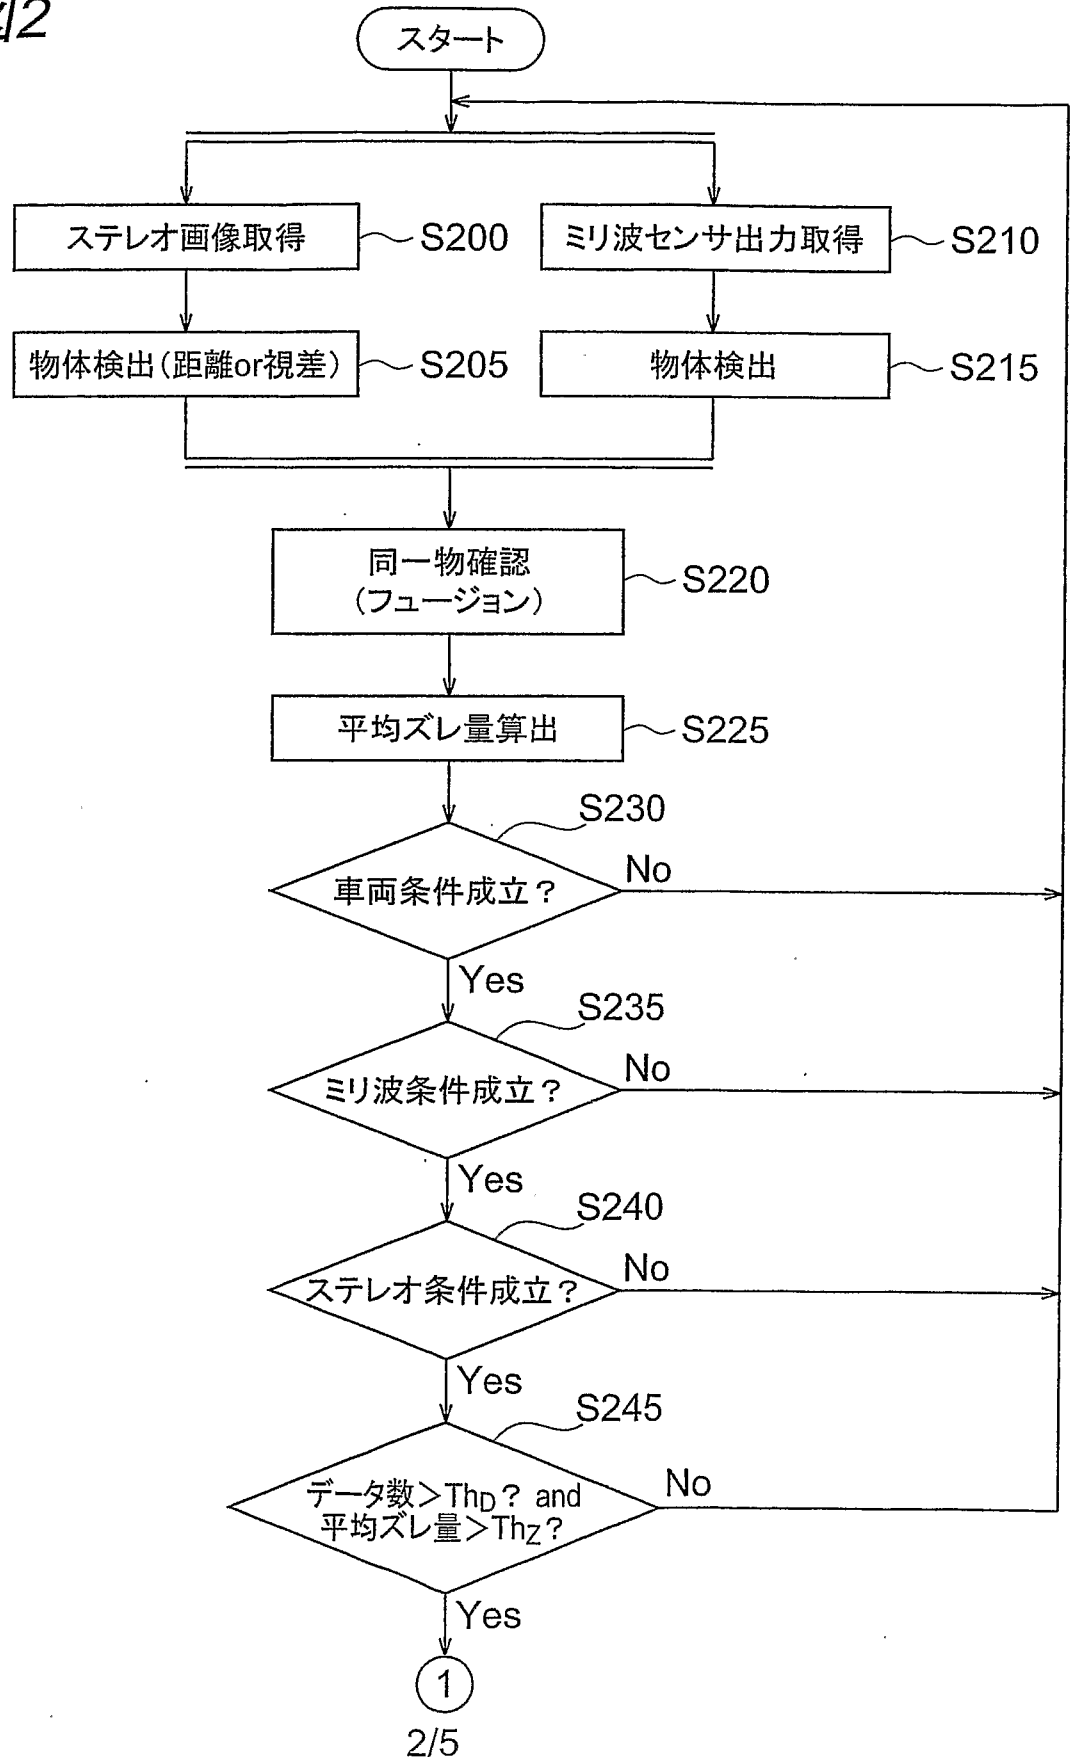 図2
スタート
ステレオ画像取得
S200
ミリ波センサ出力取得
S210
物体検出(距離or視差)
S205
物体検出
S215
同一物確認
(フュージョン)
S220
平均ズレ量算出
S225
S230
車両条件成立?
No
Yes
S235
ミリ波条件成立?
No
Yes
S240
ステレオ条件成立?
No
Yes
S245
データ数>ThD? and
平均ズレ量>ThZ?
No
Yes
1
2/5